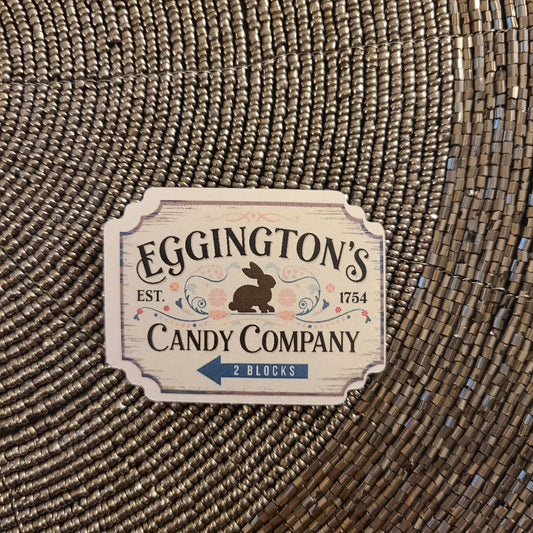 EGGINGTON'S
EST. 1754
CANDY COMPANY
2 BLOCKS